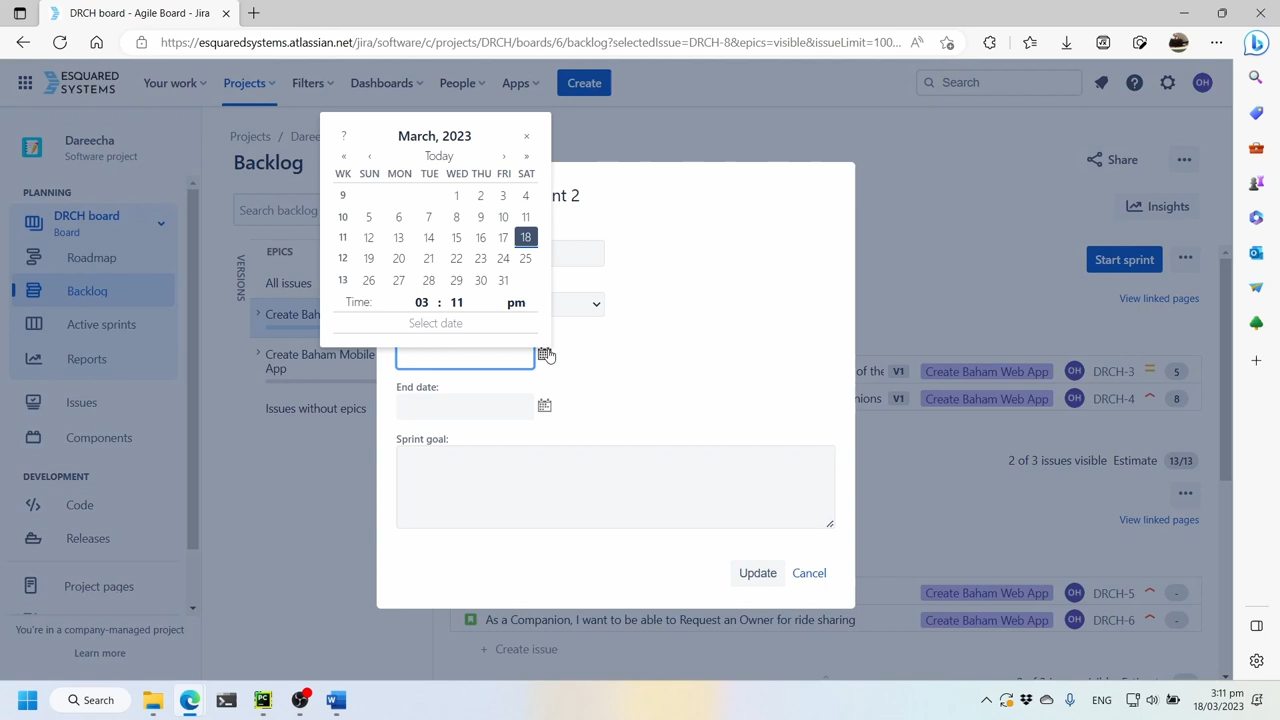 DRCH board - Agile Board - Jira
https://esquaredsystems.atlassian.net/jira/software/c/projects/DRCH/boards/6/backlog?selectedIssue=DRCH-8&epics=visible&issueLimit=100...
ESQUARED SYSTEMS
Your work
Projects
Filters
Dashboards
People
Apps
Create
Search
OH
Dareecha
Software project
PLANNING
DRCH board
Board
Roadmap
Backlog
Active sprints
Reports
Issues
Components
DEVELOPMENT
Code
Releases
Project pages
You're in a company-managed project
Learn more
Projects / Daree
Backlog
Share
Search backlog
Insights
VERSIONS
EPICS
All issues
Create Bah
Create Baham Mobile
App
Issues without epics
? March, 2023 ×
« ‹ Today › »
WK SUN MON TUE WED THU FRI SAT
9 1 2 3 4
10 5 6 7 8 9 10 11
11 12 13 14 15 16 17 18
12 19 20 21 22 23 24 25
13 26 27 28 29 30 31
Time: 03 : 11 pm
Select date
nt 2
End date:
Sprint goal:
Update Cancel
Start sprint
View linked pages
of the V1 Create Baham Web App OH DRCH-3 5
nions V1 Create Baham Web App OH DRCH-4 8
2 of 3 issues visible Estimate 13/13
View linked pages
Create Baham Web App OH DRCH-5 -
As a Companion, I want to be able to Request an Owner for ride sharing Create Baham Web App OH DRCH-6 -
+ Create issue
Search
ENG
3:11 pm
18/03/2023